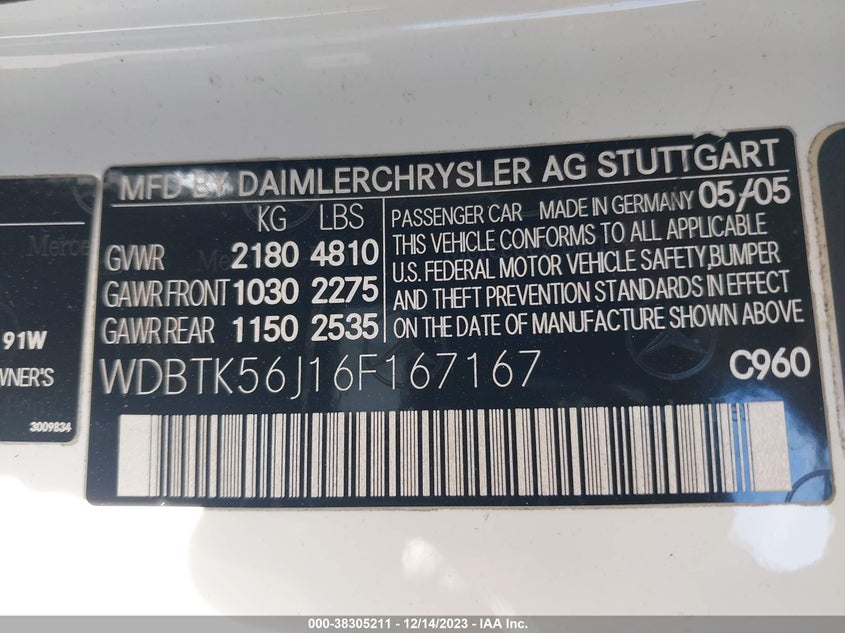 MFD BY DAIMLERCHRYSLER AG STUTTGART
KG LBS
GVWR 2180 4810
GAWR FRONT 1030 2275
GAWR REAR 1150 2535
PASSENGER CAR MADE IN GERMANY 05/05
THIS VEHICLE CONFORMS TO ALL APPLICABLE
U.S. FEDERAL MOTOR VEHICLE SAFETY, BUMPER
AND THEFT PREVENTION STANDARDS IN EFFECT
ON THE DATE OF MANUFACTURE SHOWN ABOVE
WDBTK56J16F167167 C960
91W
WNER'S
3009834
000-38305211 - 12/14/2023 - IAA Inc.